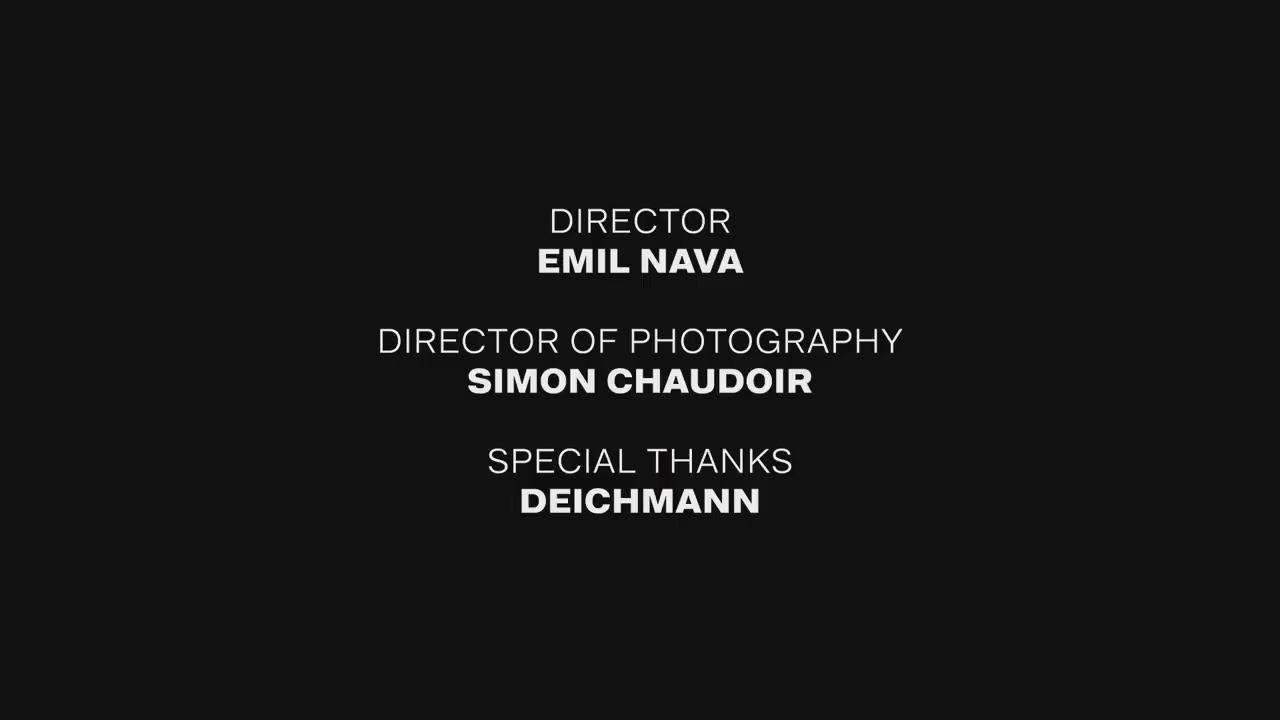 DIRECTOR
EMIL NAVA
DIRECTOR OF PHOTOGRAPHY
SIMON CHAUDOIR
SPECIAL THANKS
DEICHMANN